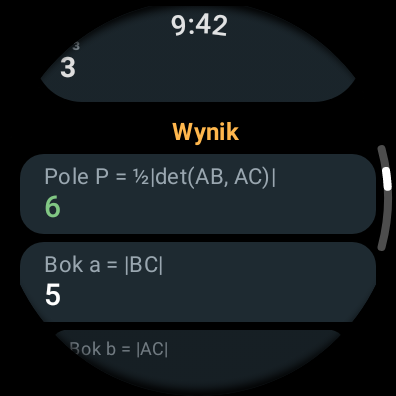 9:42
3
Wynik
Pole P = ½|det(AB, AC)|
6
Bok a = |BC|
5
Bok b = |AC|